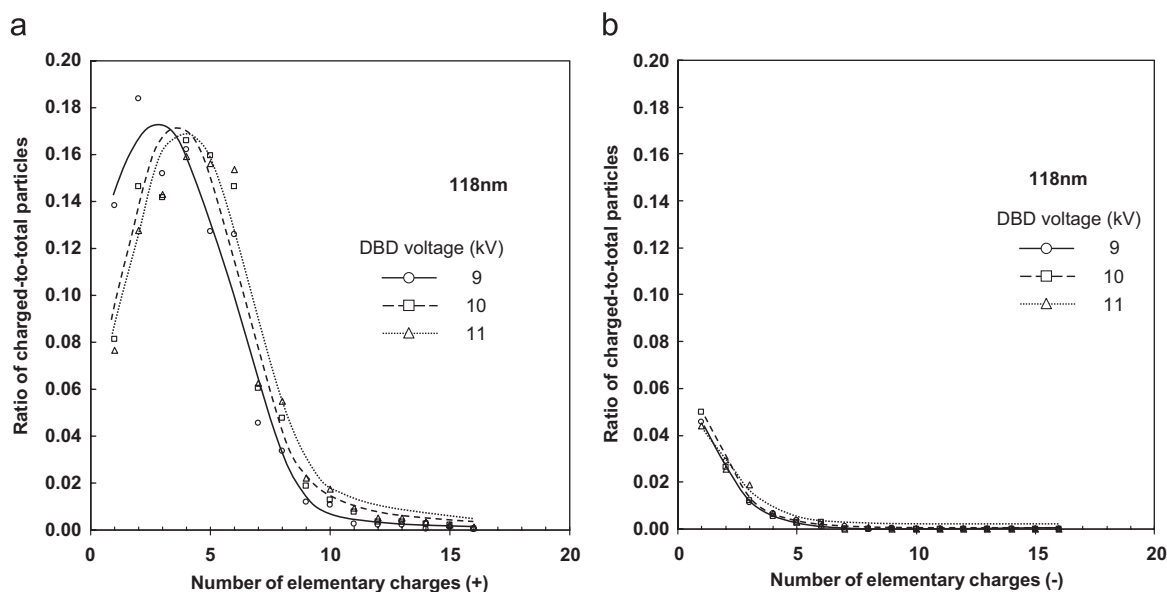 a
0.20
0.18
0.16
0.14
0.12
0.10
0.08
0.06
0.04
0.02
0.00
0 5 10 15 20
Number of elementary charges (+)
Ratio of charged-to-total particles
118nm
DBD voltage (kV)
9
10
11
b
0.20
0.18
0.16
0.14
0.12
0.10
0.08
0.06
0.04
0.02
0.00
0 5 10 15 20
Number of elementary charges (-)
Ratio of charged-to-total particles
118nm
DBD voltage (kV)
9
10
11